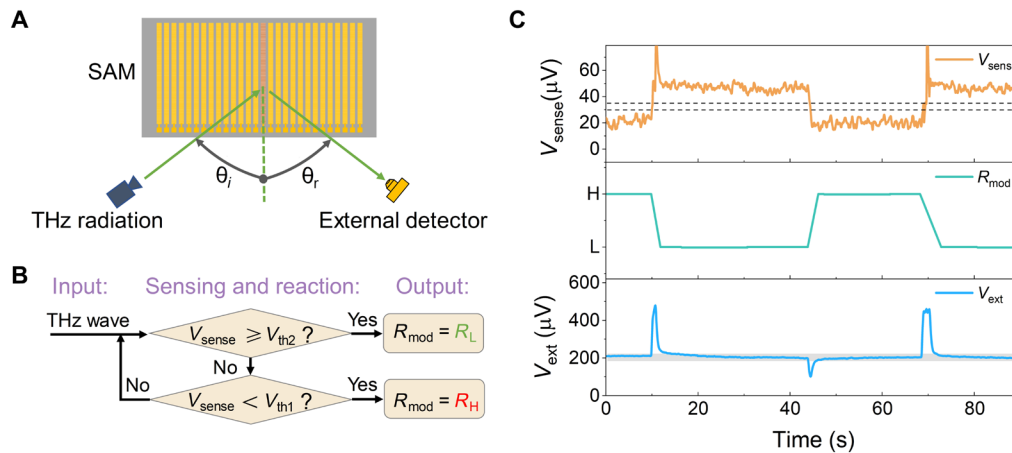 A
SAM
θi
θr
THz radiation
External detector
B
Input:
Sensing and reaction:
Output:
THz wave
Vsense ≥ Vth2 ?
Yes
Rmod = RL
No
No
Vsense < Vth1 ?
Yes
Rmod = RH
C
Vsense(μV)
60
40
20
0
Vsens
H
L
Rmod
Vext (μV)
600
400
200
0
Vext
0
20
40
60
80
Time (s)